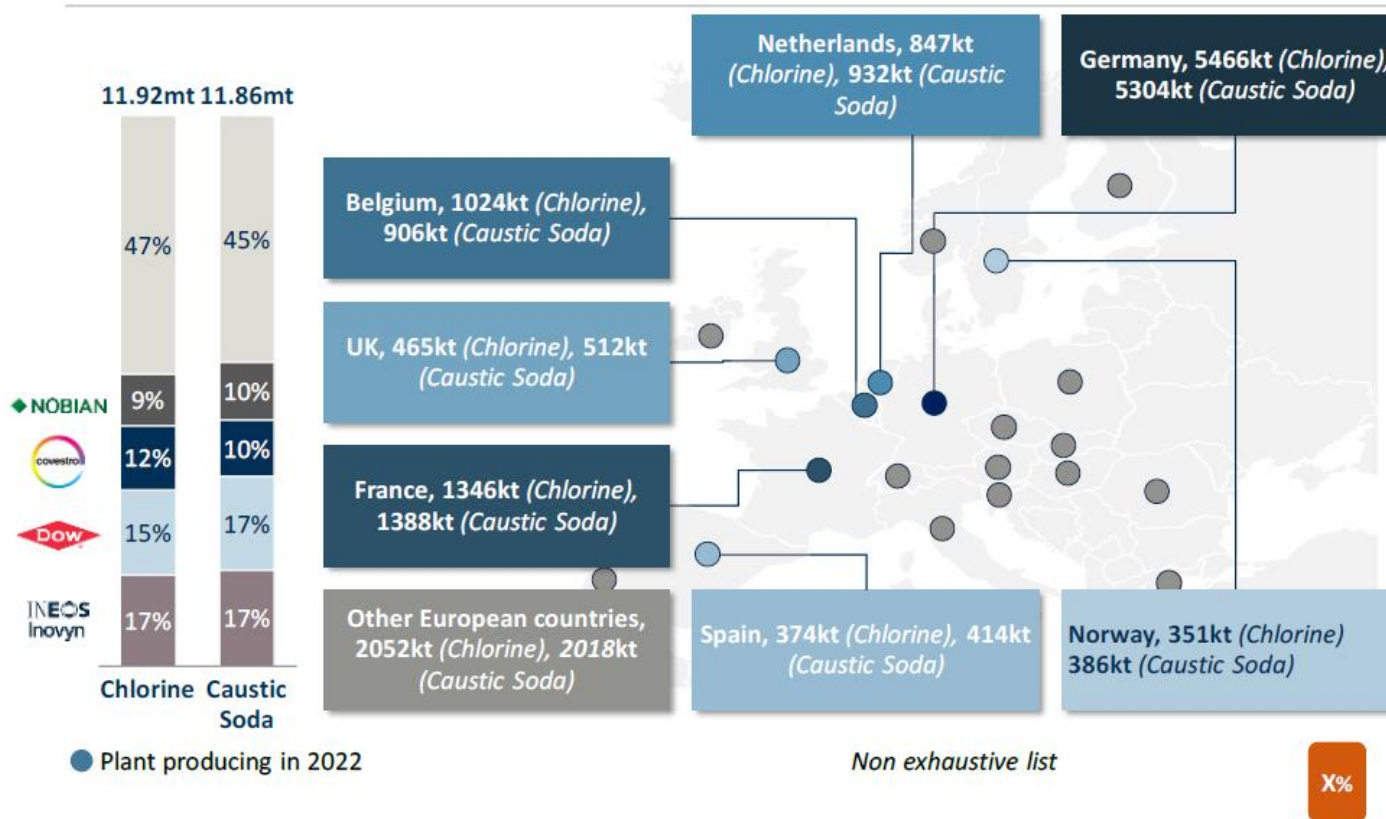 11.92mt 11.86mt
47%
45%
9%
10%
12%
10%
15%
17%
17%
17%
NOBIAN
covestro
Dow
INEOS
Inovyn
Chlorine
Caustic
Soda
Netherlands, 847kt
(Chlorine), 932kt (Caustic
Soda)
Germany, 5466kt (Chlorine),
5304kt (Caustic Soda)
Belgium, 1024kt (Chlorine),
906kt (Caustic Soda)
UK, 465kt (Chlorine), 512kt
(Caustic Soda)
France, 1346kt (Chlorine),
1388kt (Caustic Soda)
Other European countries,
2052kt (Chlorine), 2018kt
(Caustic Soda)
Spain, 374kt (Chlorine), 414kt
(Caustic Soda)
Norway, 351kt (Chlorine)
386kt (Caustic Soda)
Plant producing in 2022
Non exhaustive list
X%